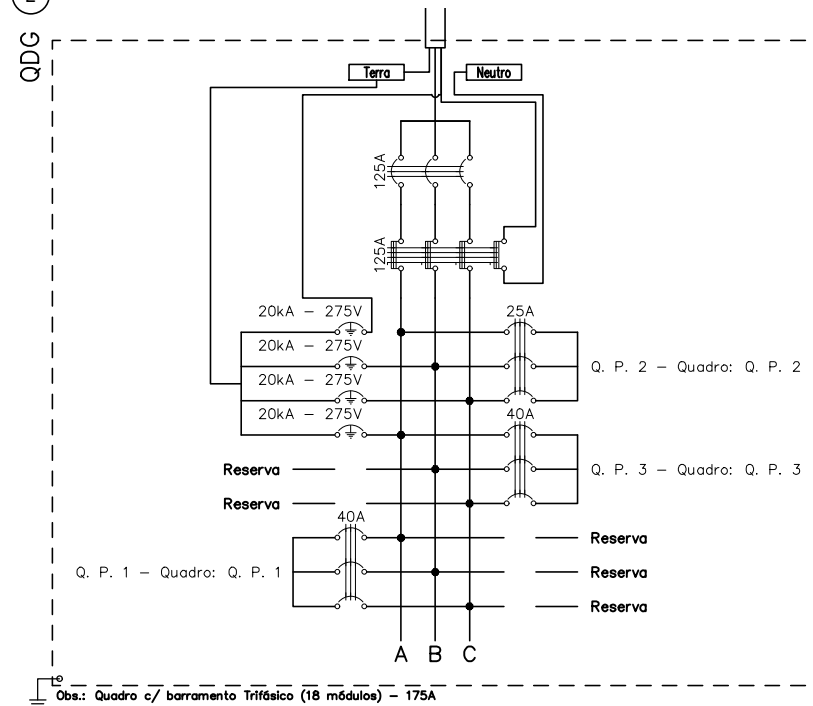 QDG
Terra
Neutro
125A
125A
20kA - 275V
25A
20kA - 275V
Q. P. 2 - Quadro: Q. P. 2
20kA - 275V
20kA - 275V
40A
Reserva
Q. P. 3 - Quadro: Q. P. 3
Reserva
40A
Reserva
Q. P. 1 - Quadro: Q. P. 1
Reserva
Reserva
A B C
Obs.: Quadro c/ barramento Trifásico (18 módulos) - 175A